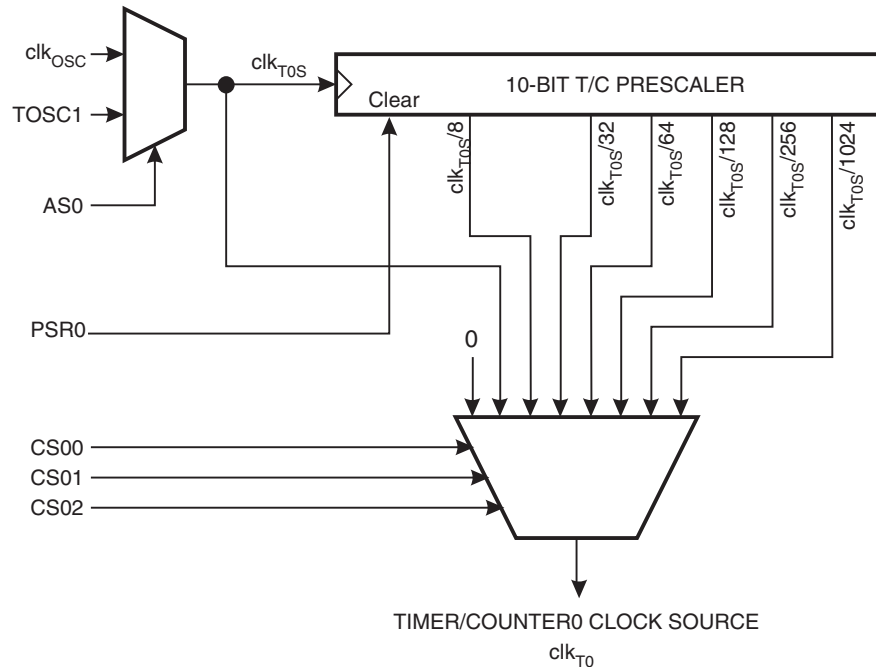 clkOSC
TOSC1
AS0
clkT0S
10-BIT T/C PRESCALER
Clear
clkT0S/8
clkT0S/32
clkT0S/64
clkT0S/128
clkT0S/256
clkT0S/1024
PSR0
0
CS00
CS01
CS02
TIMER/COUNTER0 CLOCK SOURCE
clkT0